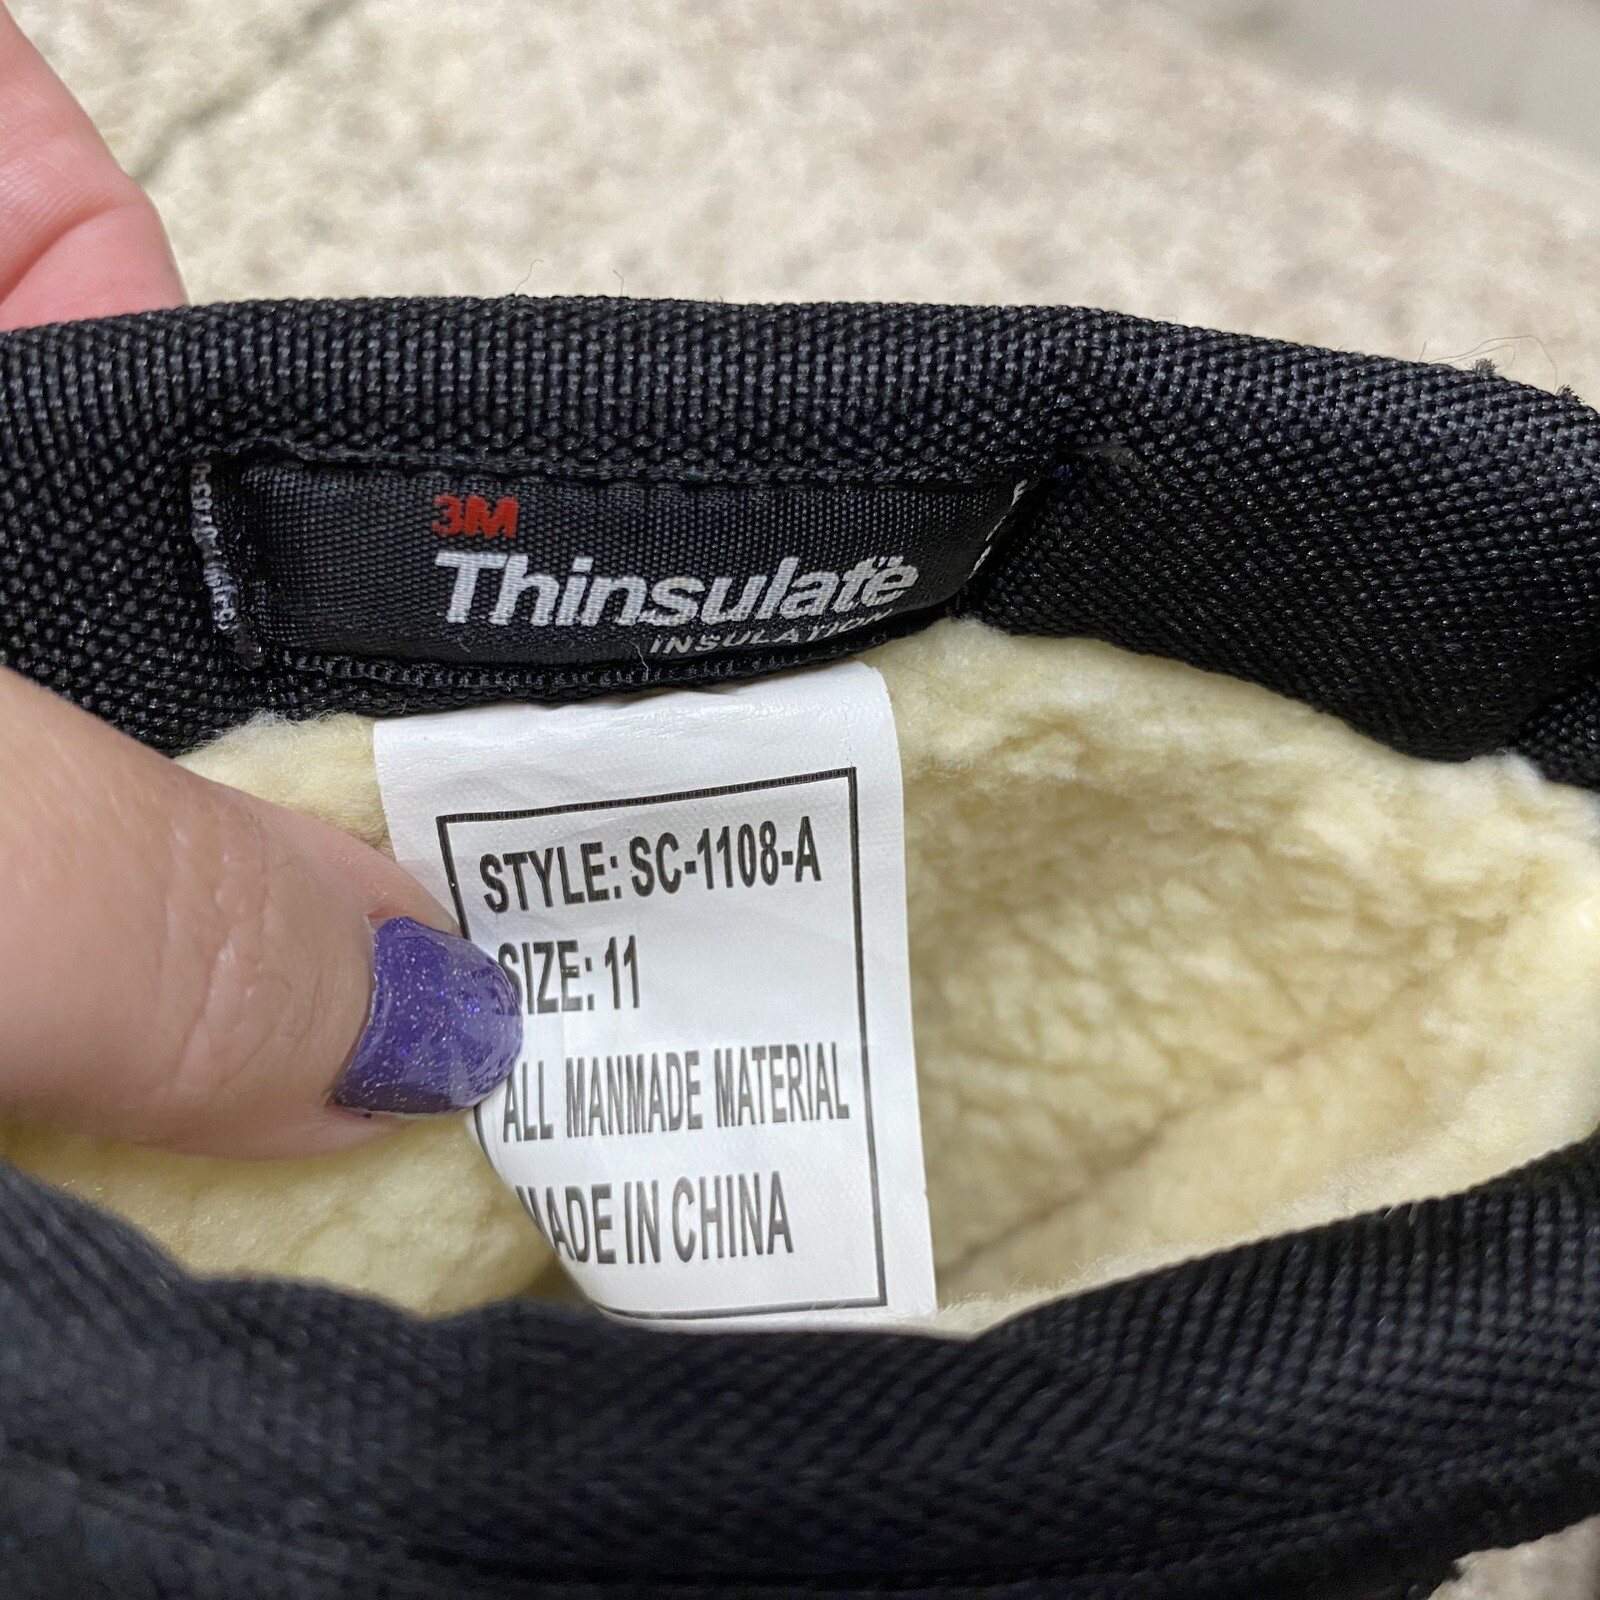 3M
Thinsulate
INSULATION
STYLE: SC-1108-A
SIZE: 11
ALL MANMADE MATERIAL
MADE IN CHINA